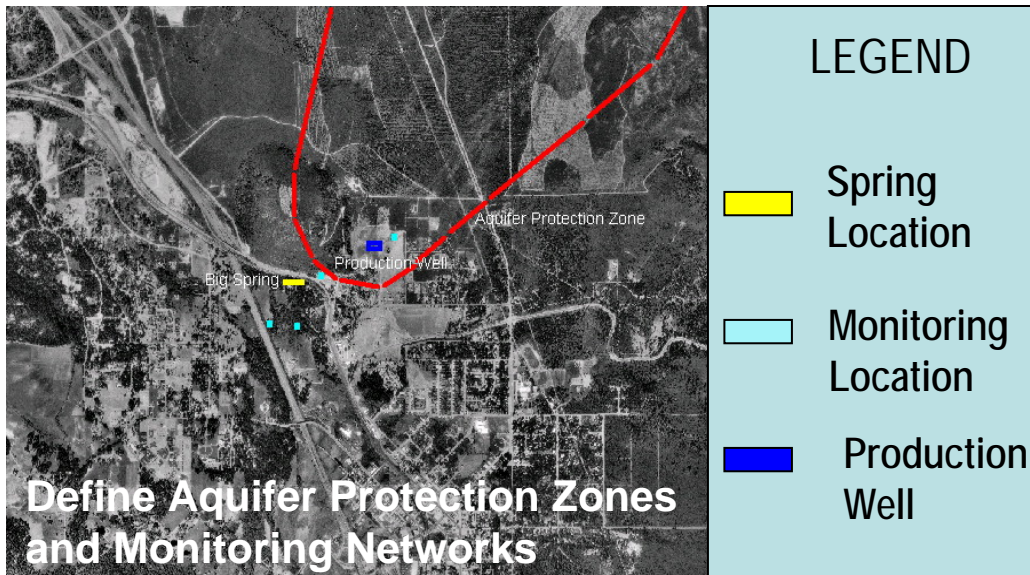 Aquifer Protection Zone
Production Well
Big Spring
Define Aquifer Protection Zones
and Monitoring Networks
LEGEND
Spring
Location
Monitoring
Location
Production
Well